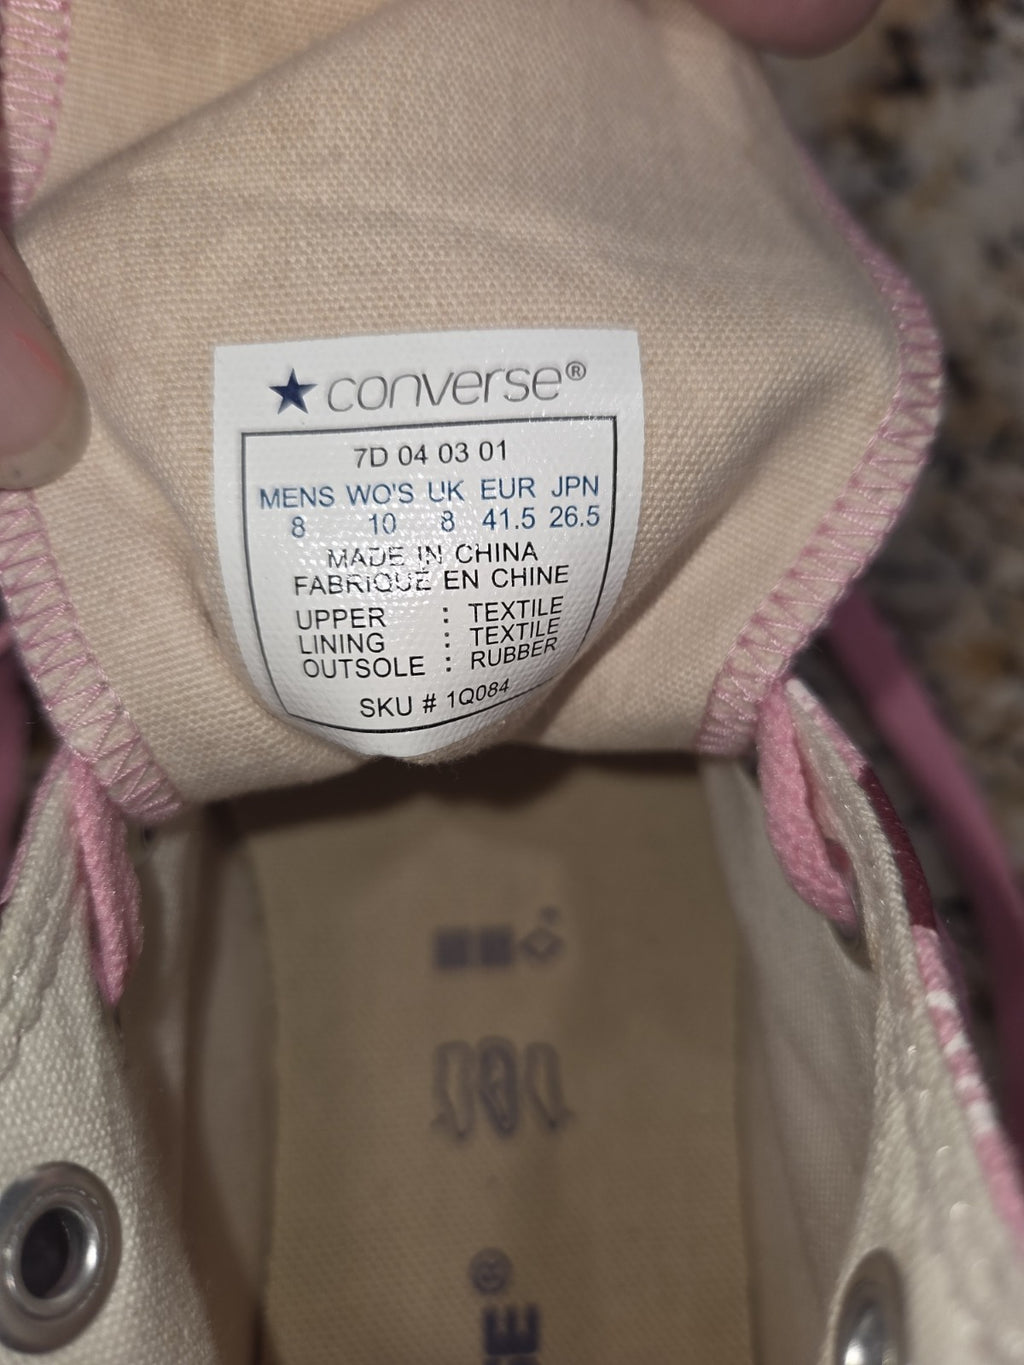 ★converse®
7D 04 03 01
MENS WO'S UK EUR JPN
8 10 8 41.5 26.5
MADE IN CHINA
FABRIQUÉ EN CHINE
UPPER : TEXTILE
LINING : TEXTILE
OUTSOLE : RUBBER
SKU # 1Q084